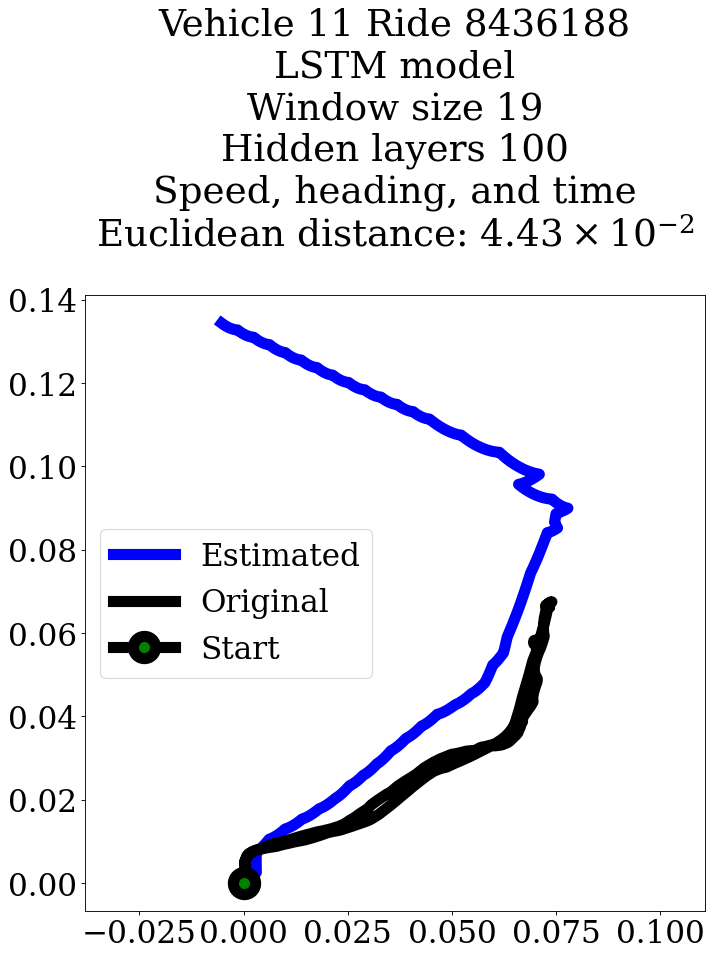 Vehicle 11 Ride 8436188
LSTM model
Window size 19
Hidden layers 100
Speed, heading, and time
Euclidean distance: 4.43 × 10⁻²
0.14
0.12
0.10
0.08
0.06
0.04
0.02
0.00
Estimated
Original
Start
−0.025 0.000 0.025 0.050 0.075 0.100